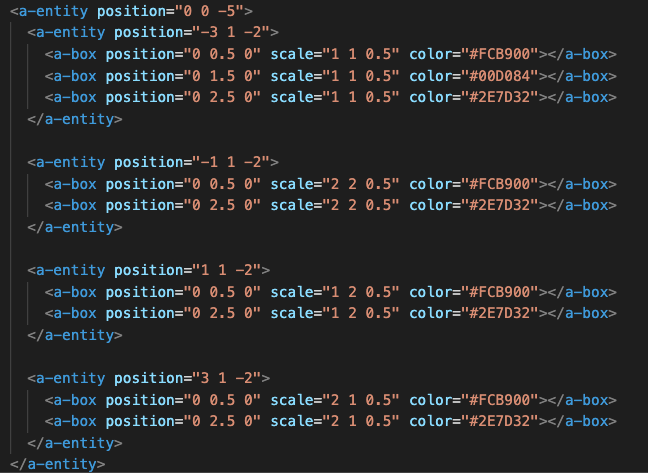 <a-entity position="0 0 -5">
<a-entity position="-3 1 -2">
<a-box position="0 0.5 0" scale="1 1 0.5" color="#FCB900"></a-box>
<a-box position="0 1.5 0" scale="1 1 0.5" color="#00D084"></a-box>
<a-box position="0 2.5 0" scale="1 1 0.5" color="#2E7D32"></a-box>
</a-entity>
<a-entity position="-1 1 -2">
<a-box position="0 0.5 0" scale="2 2 0.5" color="#FCB900"></a-box>
<a-box position="0 2.5 0" scale="2 2 0.5" color="#2E7D32"></a-box>
</a-entity>
<a-entity position="1 1 -2">
<a-box position="0 0.5 0" scale="1 2 0.5" color="#FCB900"></a-box>
<a-box position="0 2.5 0" scale="1 2 0.5" color="#2E7D32"></a-box>
</a-entity>
<a-entity position="3 1 -2">
<a-box position="0 0.5 0" scale="2 1 0.5" color="#FCB900"></a-box>
<a-box position="0 2.5 0" scale="2 1 0.5" color="#2E7D32"></a-box>
</a-entity>
</a-entity>